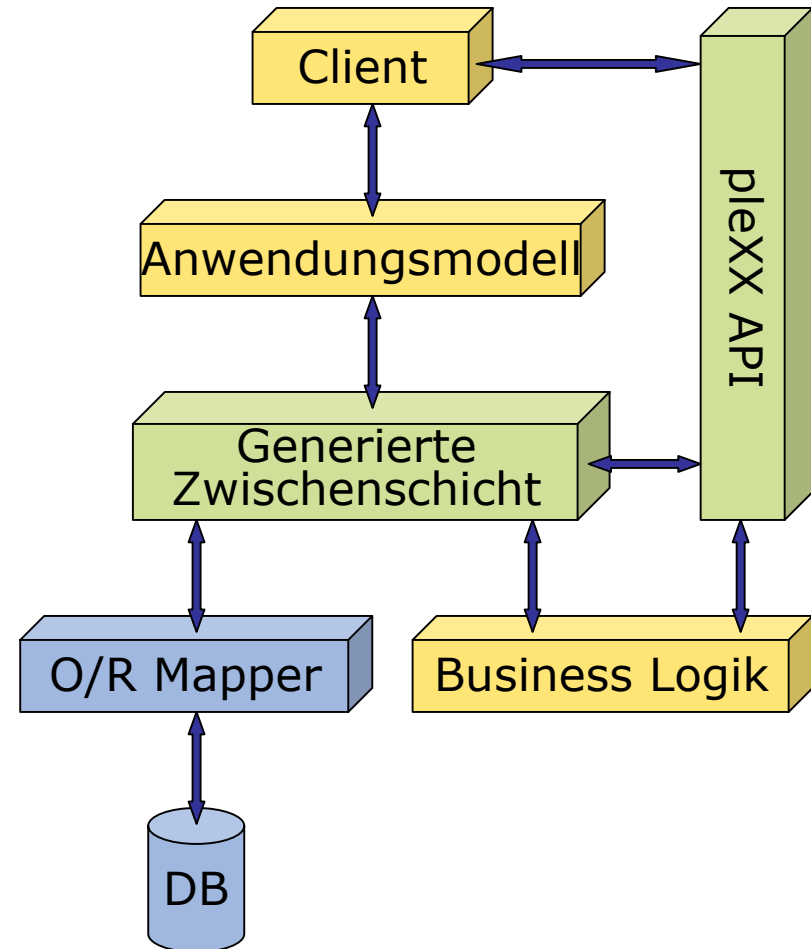 Client
pleXX API
Anwendungsmodell
Generierte
Zwischenschicht
O/R Mapper
Business Logik
DB